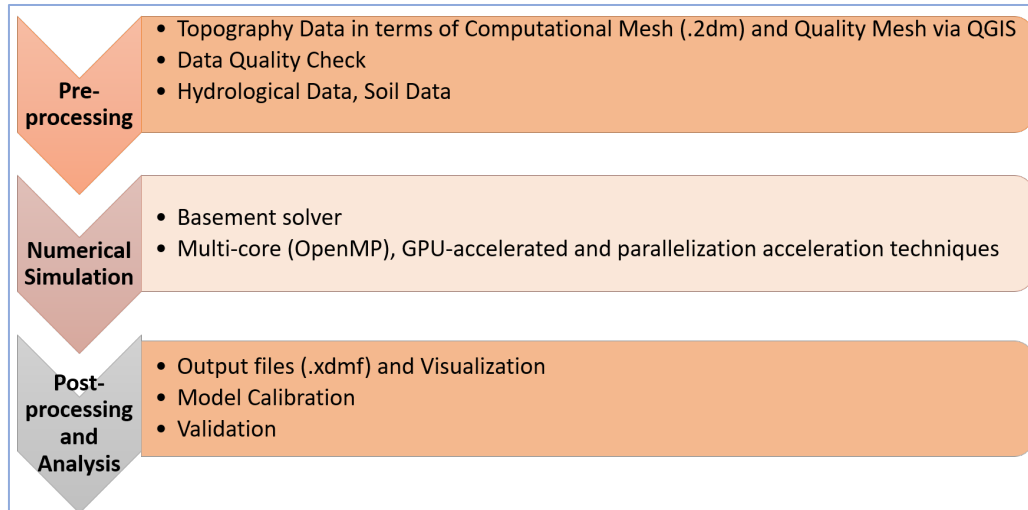 Pre-
processing
• Topography Data in terms of Computational Mesh (.2dm) and Quality Mesh via QGIS
• Data Quality Check
• Hydrological Data, Soil Data
Numerical
Simulation
• Basement solver
• Multi-core (OpenMP), GPU-accelerated and parallelization acceleration techniques
Post-
processing
and
Analysis
• Output files (.xdmf) and Visualization
• Model Calibration
• Validation